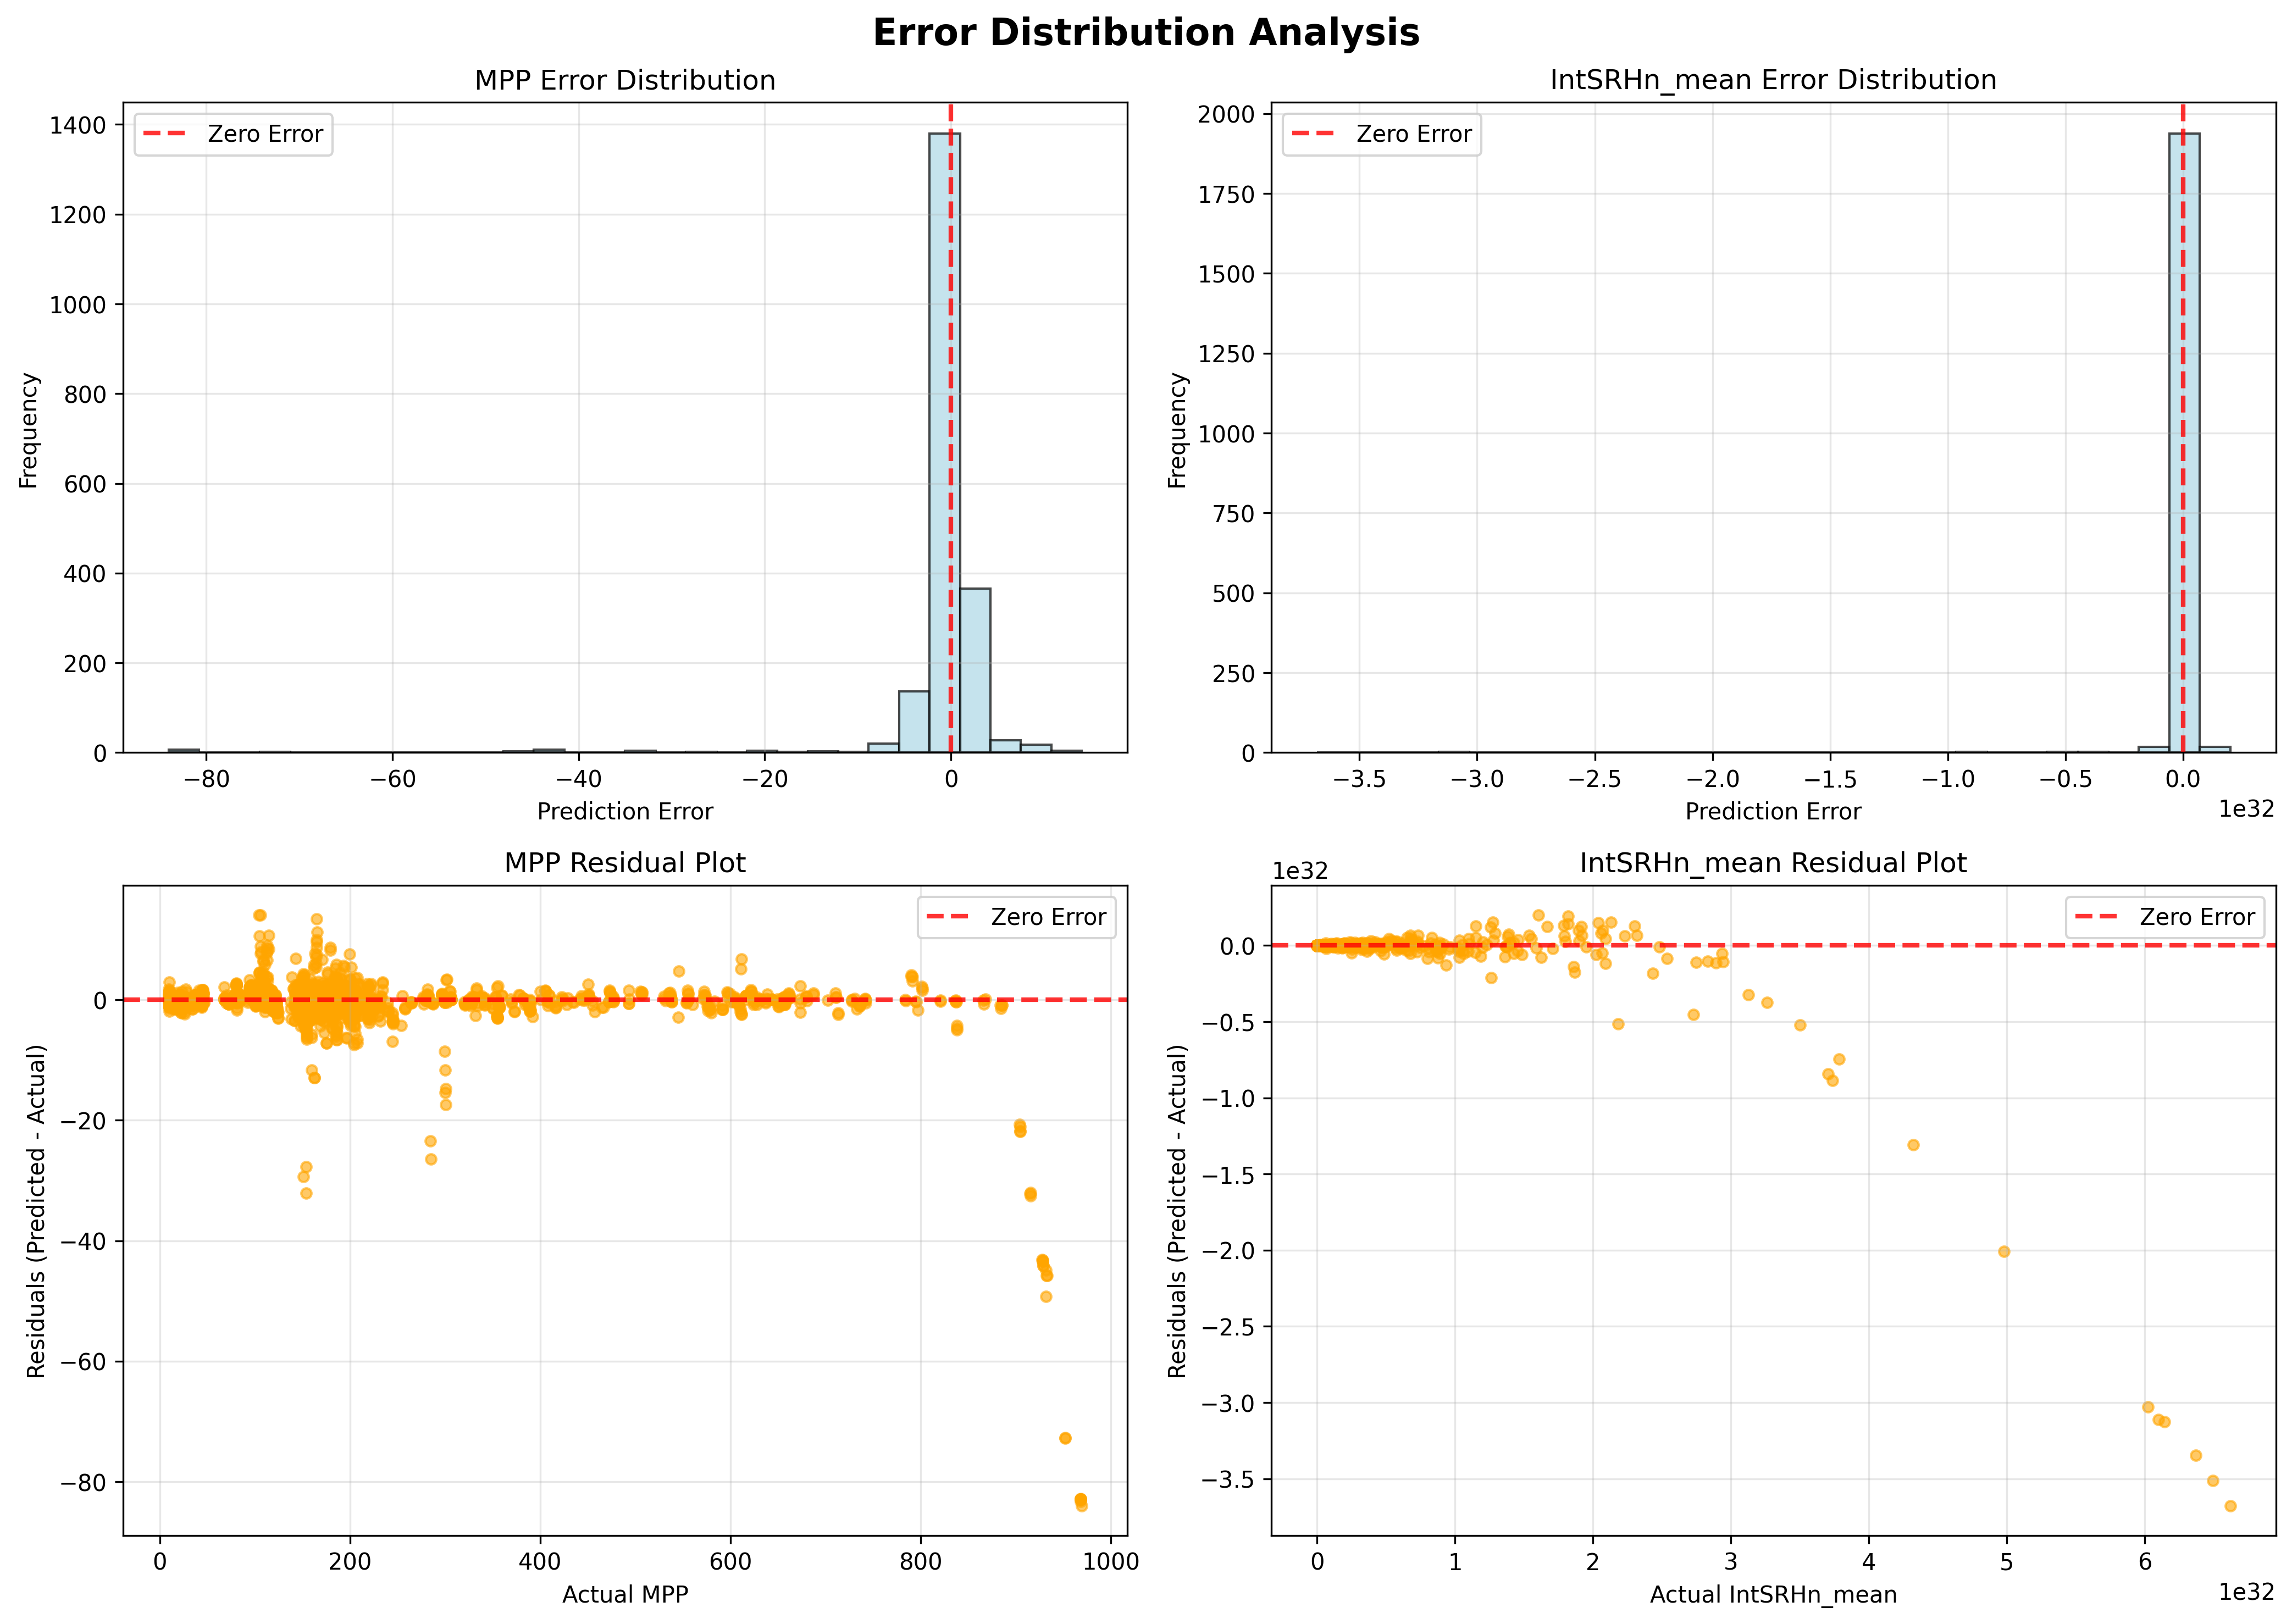 Error Distribution Analysis
MPP Error Distribution
Zero Error
1400
1200
1000
800
600
400
200
0
Frequency
−80 −60 −40 −20 0
Prediction Error
IntSRHn_mean Error Distribution
Zero Error
2000
1750
1500
1250
1000
750
500
250
0
Frequency
−3.5 −3.0 −2.5 −2.0 −1.5 −1.0 −0.5 0.0
1e32
Prediction Error
MPP Residual Plot
Zero Error
0
−20
−40
−60
−80
Residuals (Predicted - Actual)
0 200 400 600 800 1000
Actual MPP
IntSRHn_mean Residual Plot
1e32
Zero Error
0.0
−0.5
−1.0
−1.5
−2.0
−2.5
−3.0
−3.5
Residuals (Predicted - Actual)
0 1 2 3 4 5 6
1e32
Actual IntSRHn_mean